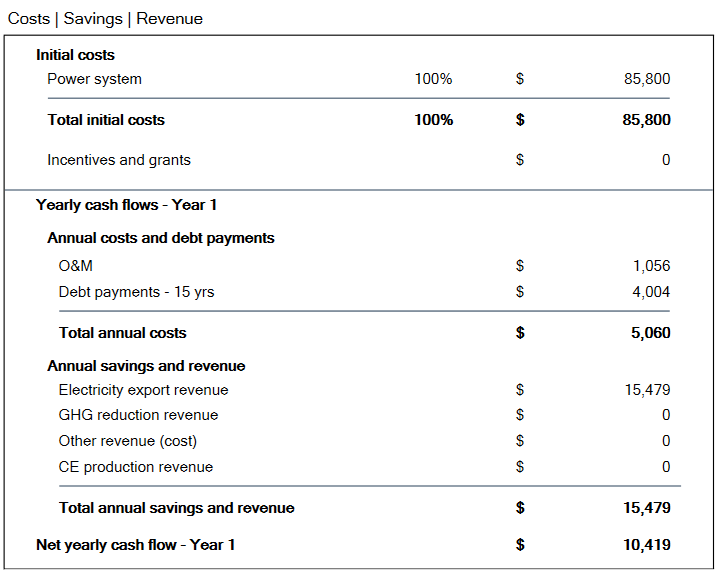 Costs | Savings | Revenue
Initial costs
Power system 100% $ 85,800
Total initial costs 100% $ 85,800
Incentives and grants $ 0
Yearly cash flows - Year 1
Annual costs and debt payments
O&M $ 1,056
Debt payments - 15 yrs $ 4,004
Total annual costs $ 5,060
Annual savings and revenue
Electricity export revenue $ 15,479
GHG reduction revenue $ 0
Other revenue (cost) $ 0
CE production revenue $ 0
Total annual savings and revenue $ 15,479
Net yearly cash flow - Year 1 $ 10,419